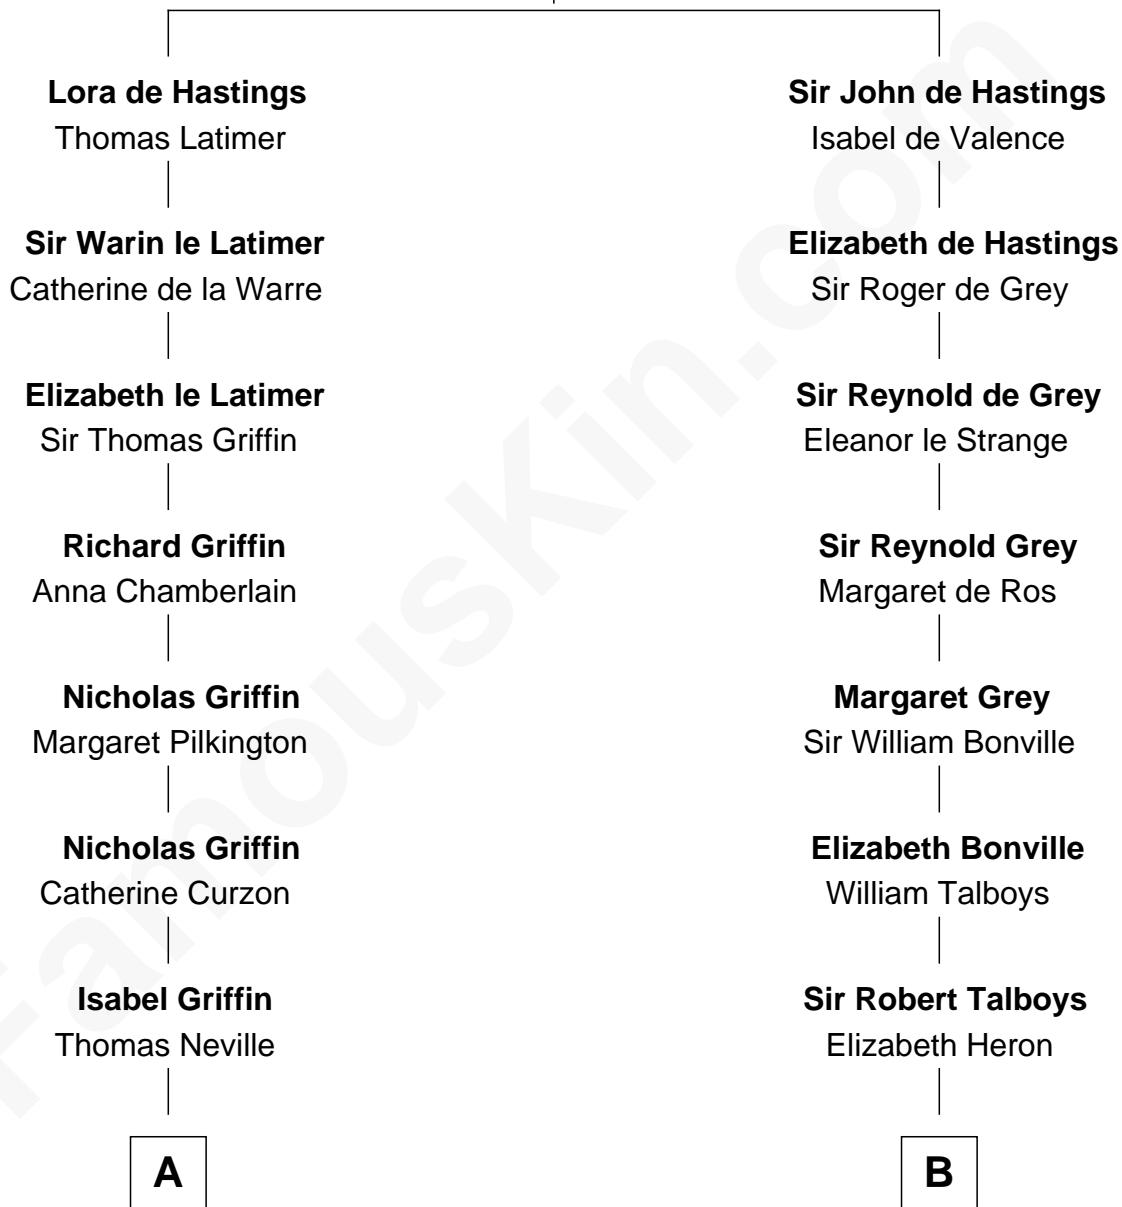 Lora de Hastings
Thomas Latimer
Sir Warin le Latimer
Catherine de la Warre
Elizabeth le Latimer
Sir Thomas Griffin
Richard Griffin
Anna Chamberlain
Nicholas Griffin
Margaret Pilkington
Nicholas Griffin
Catherine Curzon
Isabel Griffin
Thomas Neville
A
Sir John de Hastings
Isabel de Valence
Elizabeth de Hastings
Sir Roger de Grey
Sir Reynold de Grey
Eleanor le Strange
Sir Reynold Grey
Margaret de Ros
Margaret Grey
Sir William Bonville
Elizabeth Bonville
William Talboys
Sir Robert Talboys
Elizabeth Heron
B
FamousKin.com